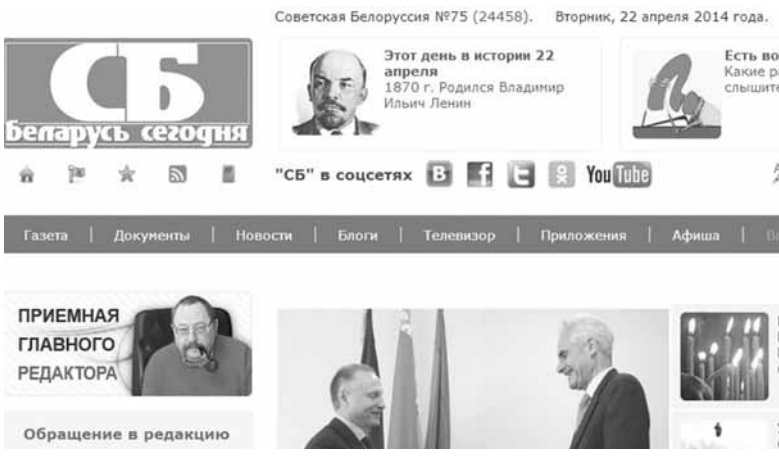 Советская Белоруссия №75 (24458). Вторник, 22 апреля 2014 года.
СБ
Беларусь сегодня
Этот день в истории 22
апреля
1870 г. Родился Владимир
Ильич Ленин
Есть
Какие
"СБ" в соцсетях В f t You Tube
Газета | Документы | Новости | Блоги | Телевизор | Приложения | Афиша
ПРИЕМНАЯ
ГЛАВНОГО
РЕДАКТОРА
Обращение в редакцию